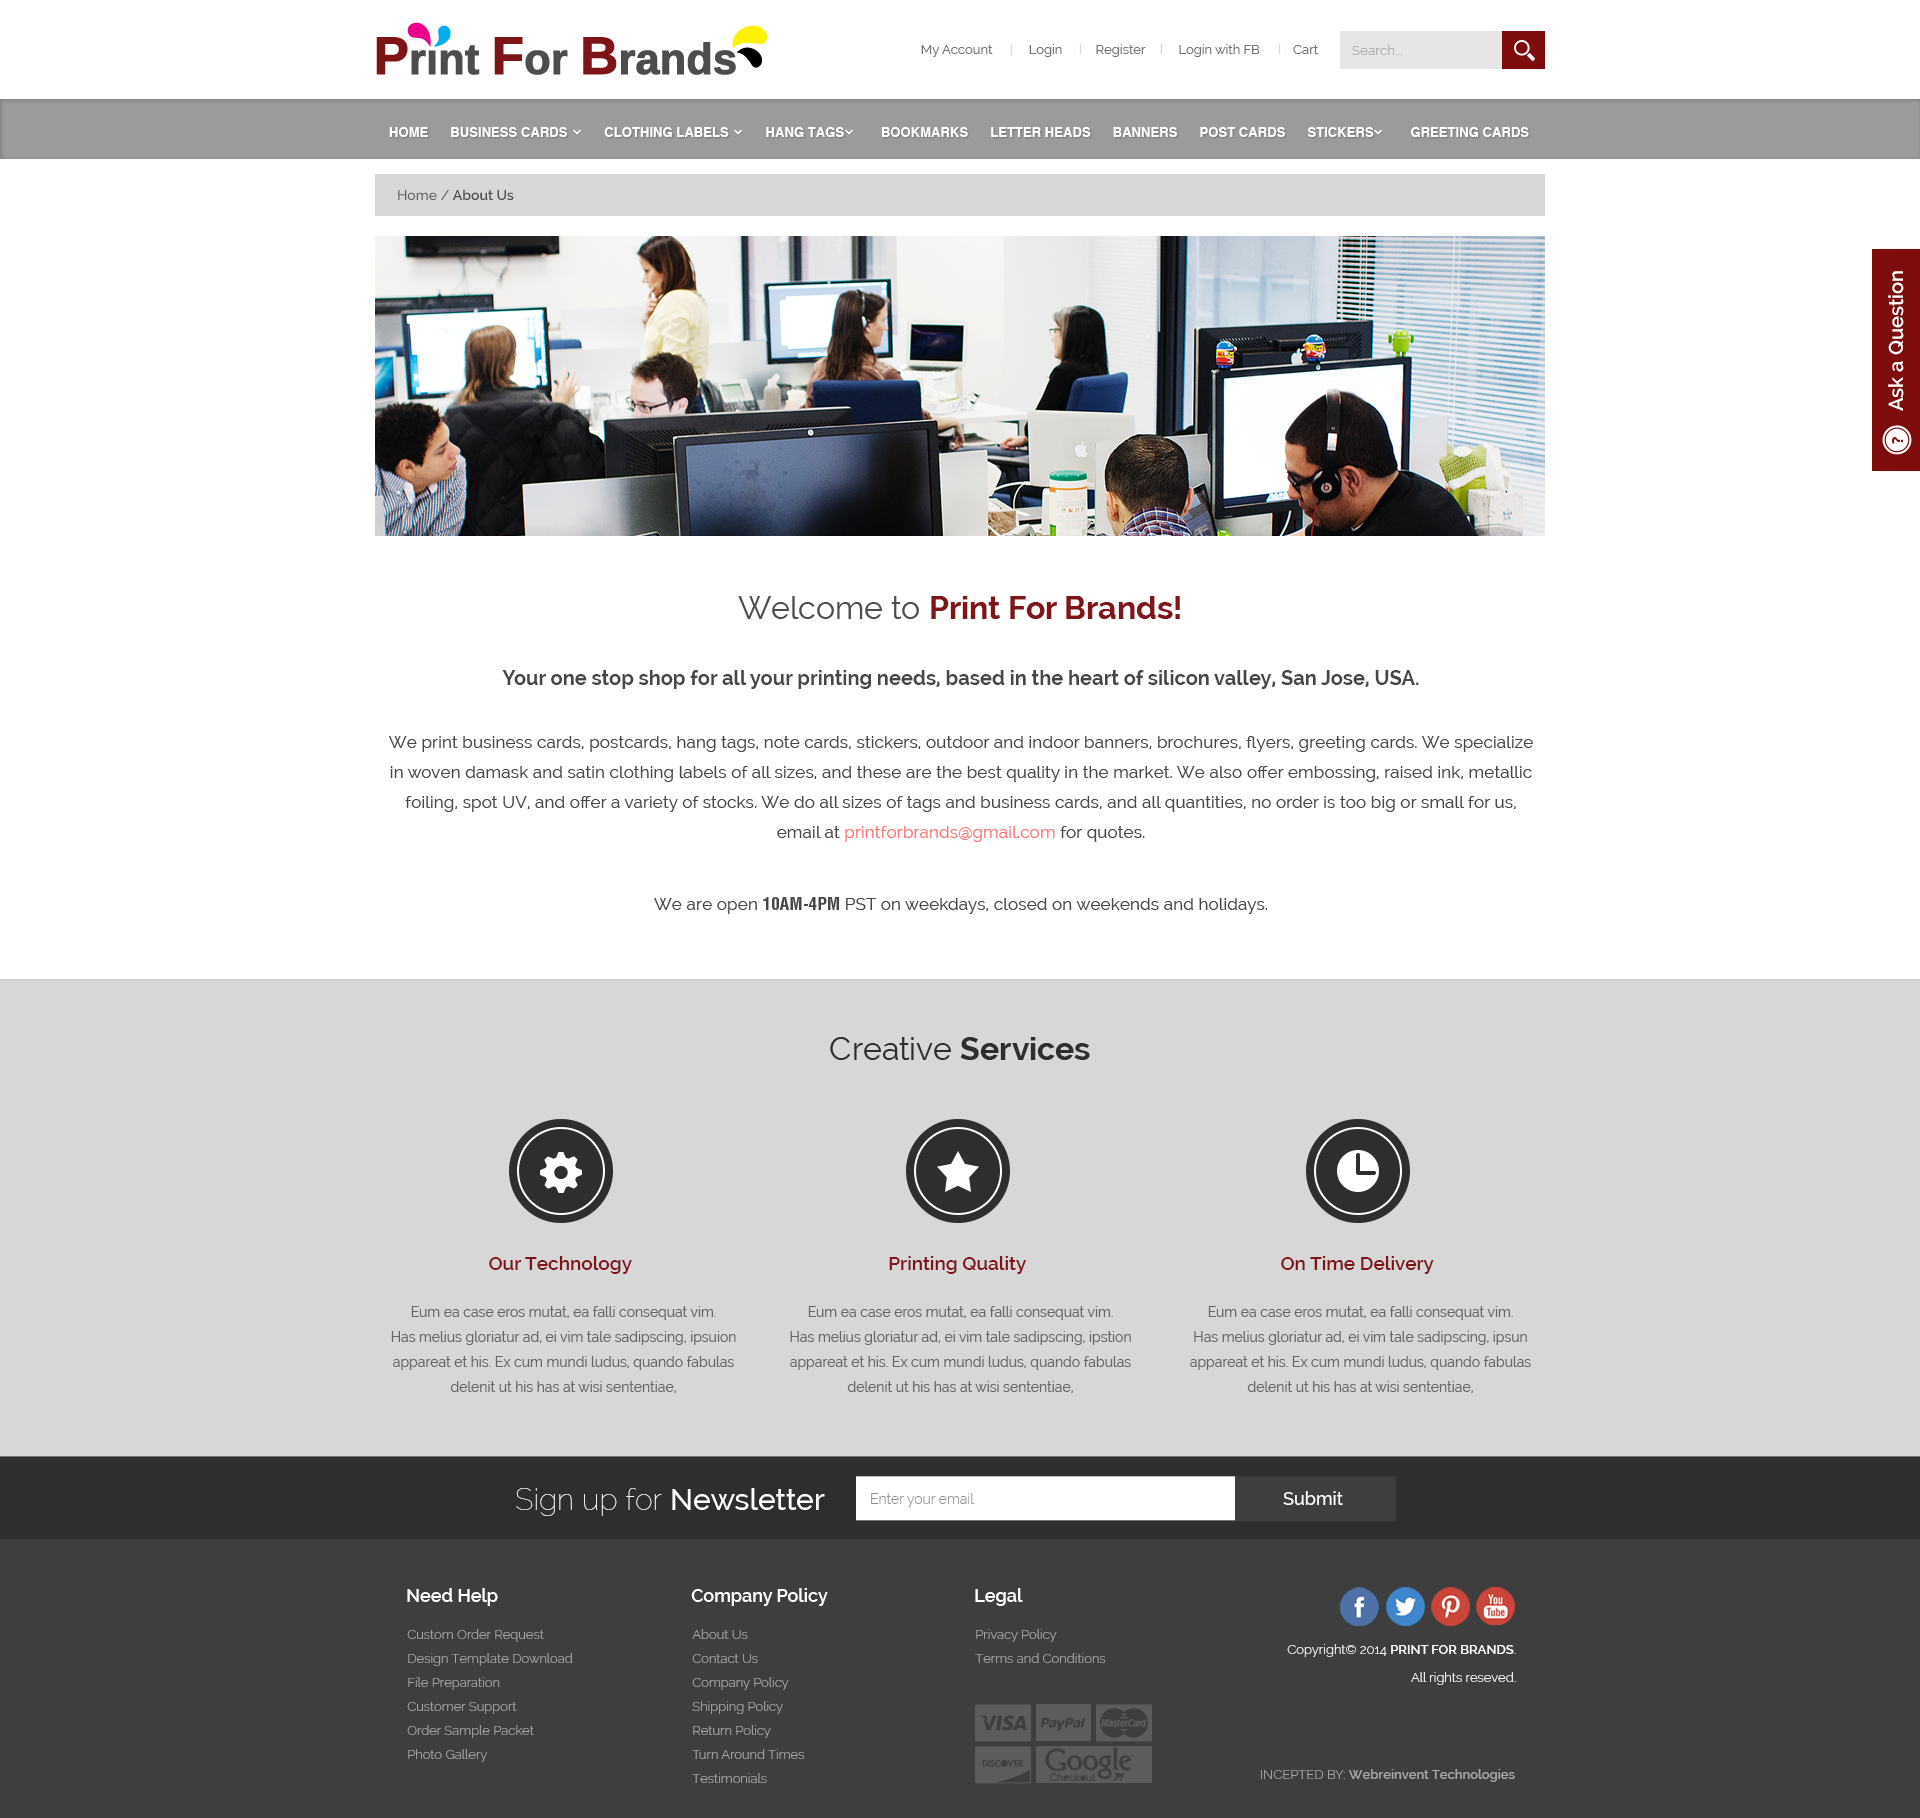 Print For Brands
My Account | Login | Register | Login with FB | Cart
Search...
HOME BUSINESS CARDS CLOTHING LABELS HANG TAGS BOOKMARKS LETTER HEADS BANNERS POST CARDS STICKERS GREETING CARDS
Home / About Us
Ask a Question
?
Welcome to Print For Brands!
Your one stop shop for all your printing needs, based in the heart of silicon valley, San Jose, USA.
We print business cards, postcards, hang tags, note cards, stickers, outdoor and indoor banners, brochures, flyers, greeting cards. We specialize
in woven damask and satin clothing labels of all sizes, and these are the best quality in the market. We also offer embossing, raised ink, metallic
foiling, spot UV, and offer a variety of stocks. We do all sizes of tags and business cards, and all quantities, no order is too big or small for us,
email at printforbrands@gmail.com for quotes.
We are open 10AM-4PM PST on weekdays, closed on weekends and holidays.
Creative Services
Our Technology
Eum ea case eros mutat, ea falli consequat vim.
Has melius gloriatur ad, ei vim tale sadipscing, ipsuion
appareat et his. Ex cum mundi ludus, quando fabulas
delenit ut his has at wisi sententiae,
Printing Quality
Eum ea case eros mutat, ea falli consequat vim.
Has melius gloriatur ad, ei vim tale sadipscing, ipstion
appareat et his. Ex cum mundi ludus, quando fabulas
delenit ut his has at wisi sententiae,
On Time Delivery
Eum ea case eros mutat, ea falli consequat vim.
Has melius gloriatur ad, ei vim tale sadipscing, ipsun
appareat et his. Ex cum mundi ludus, quando fabulas
delenit ut his has at wisi sententiae,
Sign up for Newsletter
Enter your email
Submit
Need Help
Custom Order Request
Design Template Download
File Preparation
Customer Support
Order Sample Packet
Photo Gallery
Company Policy
About Us
Contact Us
Company Policy
Shipping Policy
Return Policy
Turn Around Times
Testimonials
Legal
Privacy Policy
Terms and Conditions
VISA PayPal MasterCard
DISCOVER Google
Checkout
You
Tube
Copyright© 2014 PRINT FOR BRANDS.
All rights reseved.
INCEPTED BY: Webreinvent Technologies